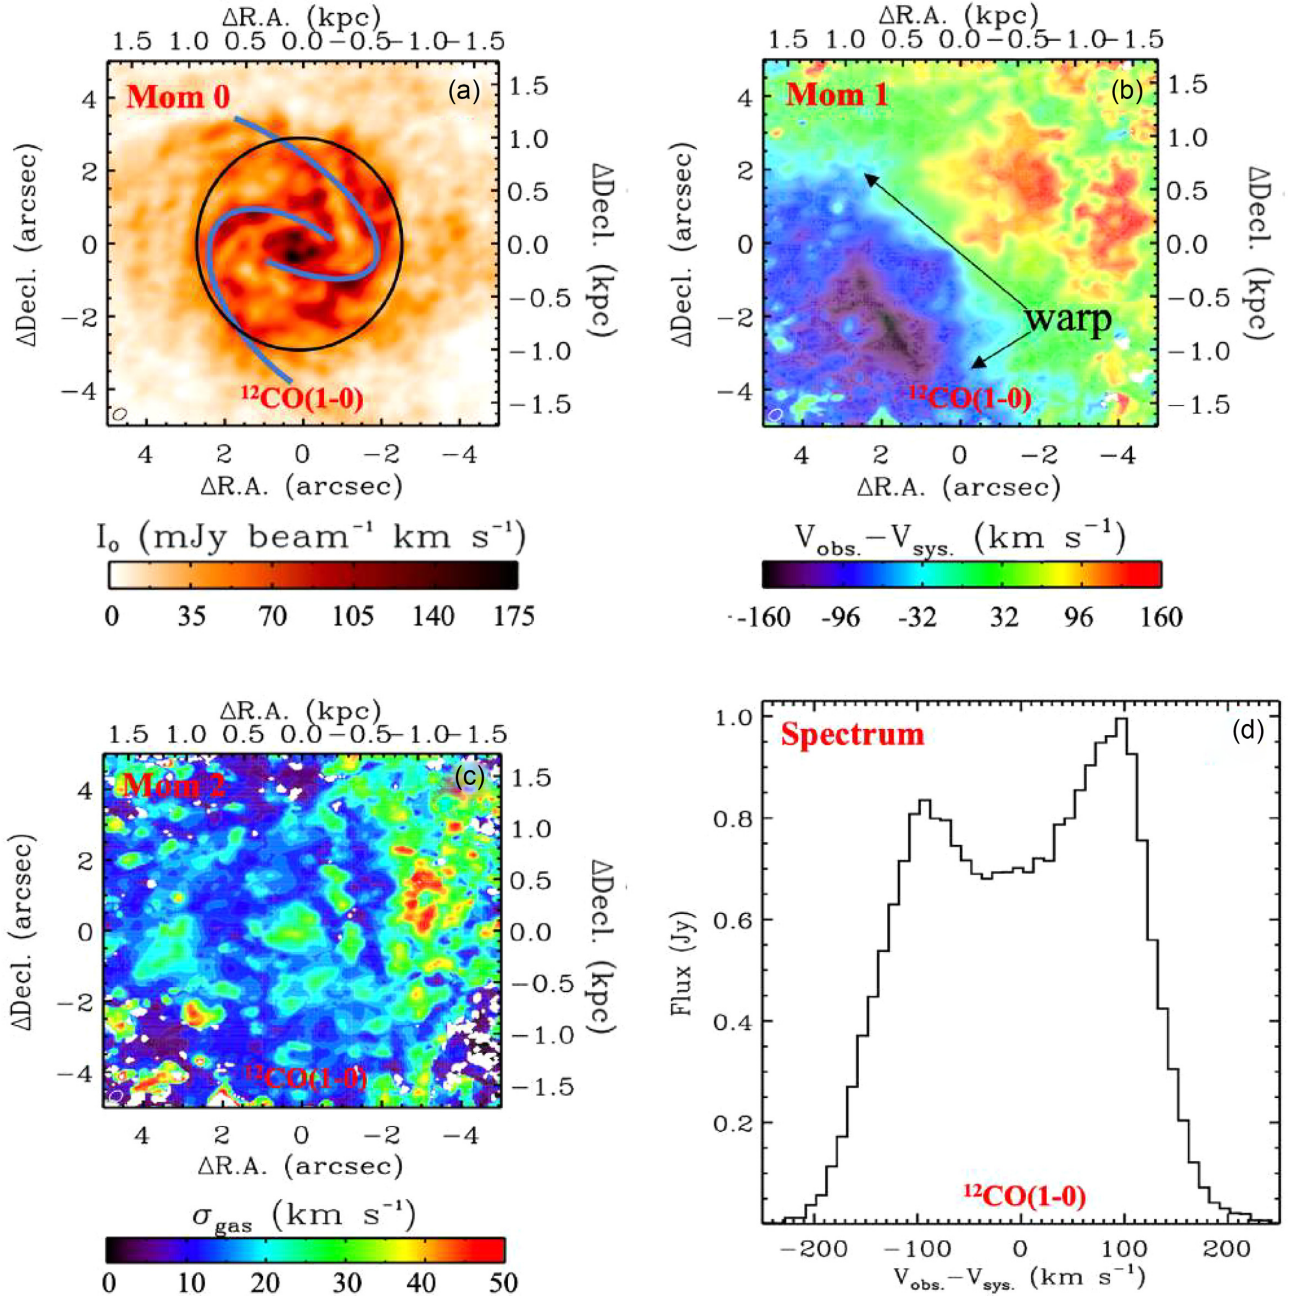 ΔR.A. (kpc)
1.5 1.0 0.5 0.0 −0.5 −1.0 −1.5
Mom 0
(a)
4
2
0
−2
−4
ΔDecl. (arcsec)
1.5
1.0
0.5
0.0
−0.5
−1.0
−1.5
ΔDecl. (kpc)
¹²CO(1-0)
4 2 0 −2 −4
ΔR.A. (arcsec)
I₀ (mJy beam⁻¹ km s⁻¹)
0 35 70 105 140 175
ΔR.A. (kpc)
1.5 1.0 0.5 0.0 −0.5 −1.0 −1.5
Mom 1
(b)
4
2
0
−2
−4
ΔDecl. (arcsec)
1.5
1.0
0.5
0.0
−0.5
−1.0
−1.5
ΔDecl. (kpc)
warp
¹²CO(1-0)
4 2 0 −2 −4
ΔR.A. (arcsec)
Vobs.−Vsys. (km s⁻¹)
-160 -96 -32 32 96 160
ΔR.A. (kpc)
1.5 1.0 0.5 0.0 −0.5 −1.0 −1.5
Mom 2
(c)
4
2
0
−2
−4
ΔDecl. (arcsec)
1.5
1.0
0.5
0.0
−0.5
−1.0
−1.5
ΔDecl. (kpc)
¹²CO(1-0)
4 2 0 −2 −4
ΔR.A. (arcsec)
σgas (km s⁻¹)
0 10 20 30 40 50
Spectrum
(d)
1.0
0.8
0.6
0.4
0.2
Flux (Jy)
¹²CO(1-0)
−200 −100 0 100 200
Vobs.−Vsys. (km s⁻¹)